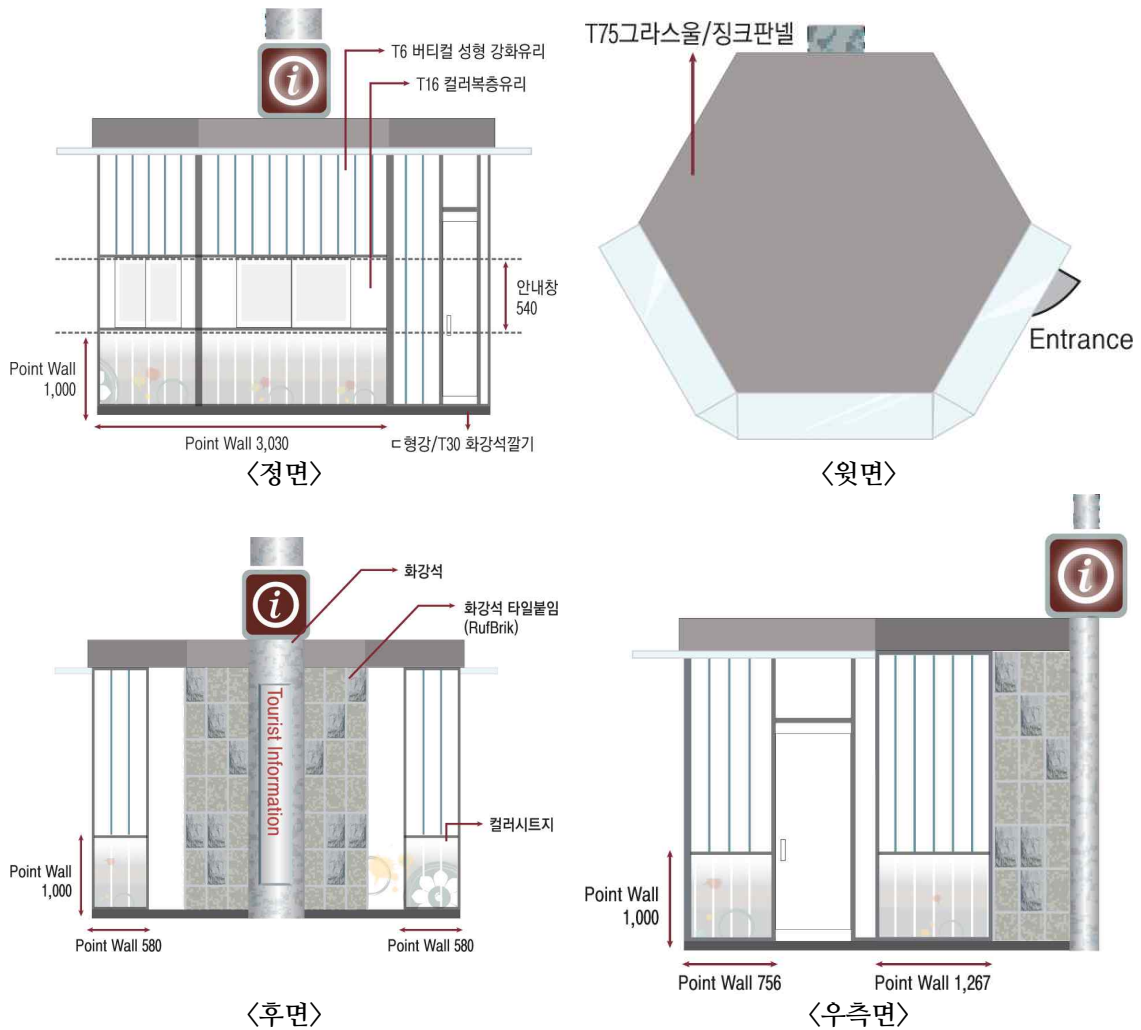 i
T6 버티컬 성형 강화유리
T16 컬러복층유리
안내창
540
Point Wall
1,000
Point Wall 3,030
ㄷ형강/T30 화강석깔기
〈정면〉
T75그라스울/징크판넬
Entrance
〈윗면〉
i
화강석
화강석 타일붙임
(RufBrik)
Tourist Information
컬러시트지
Point Wall
1,000
Point Wall 580
Point Wall 580
〈후면〉
i
Point Wall
1,000
Point Wall 756
Point Wall 1,267
〈우측면〉